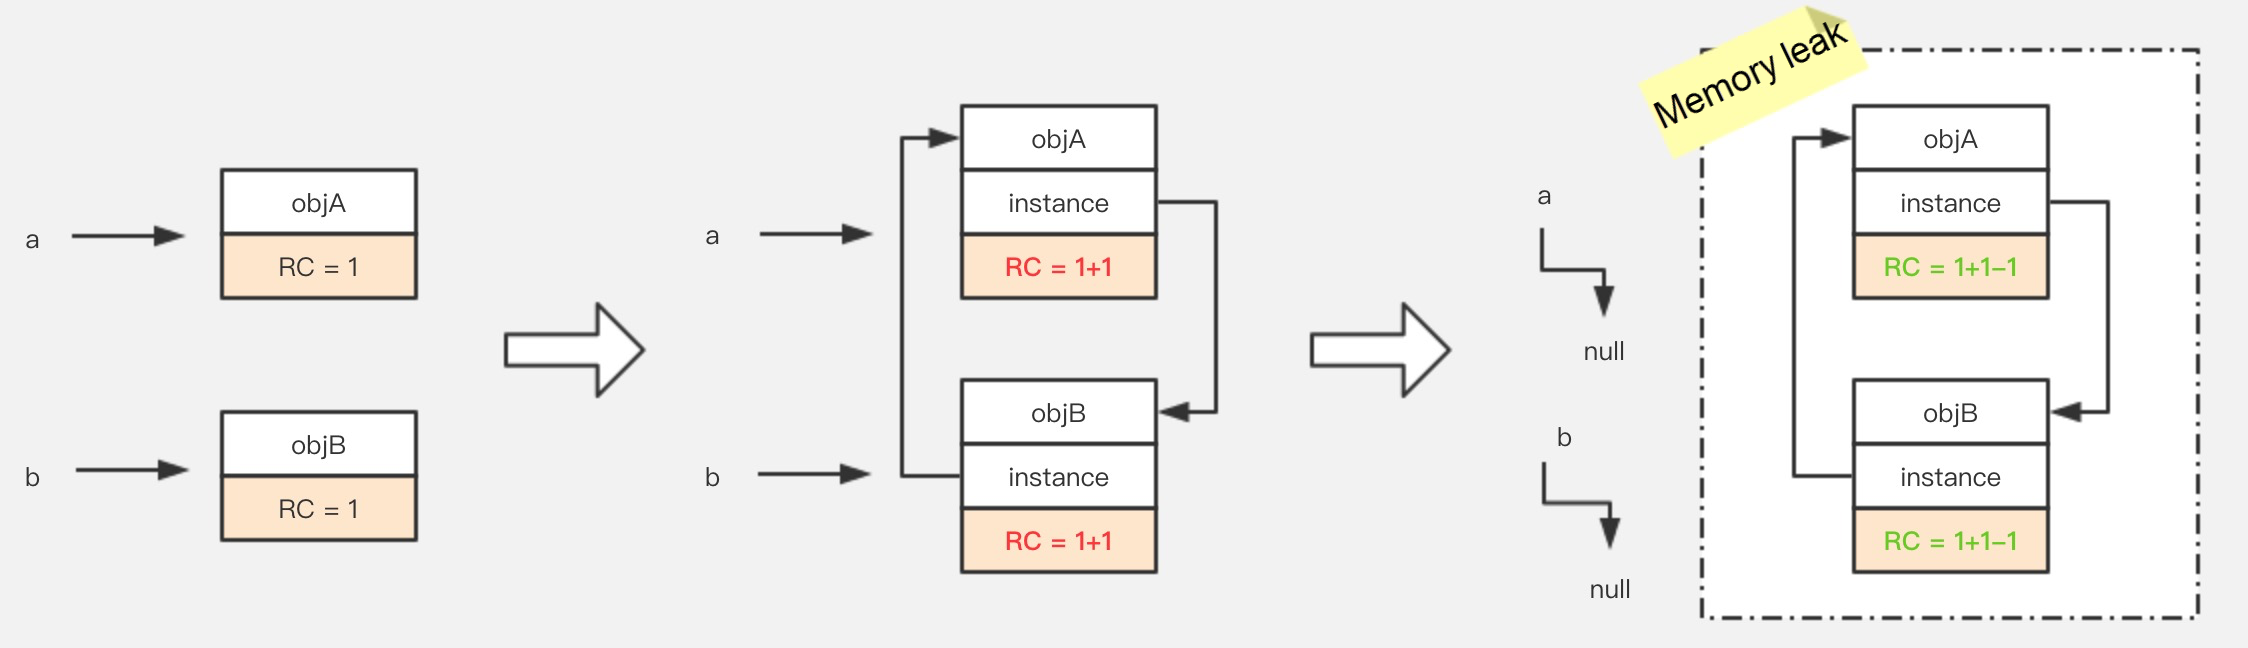 a
objA
RC = 1
b
objB
RC = 1
a
objA
instance
RC = 1+1
b
objB
instance
RC = 1+1
a
null
b
null
Memory leak
objA
instance
RC = 1+1–1
objB
instance
RC = 1+1–1